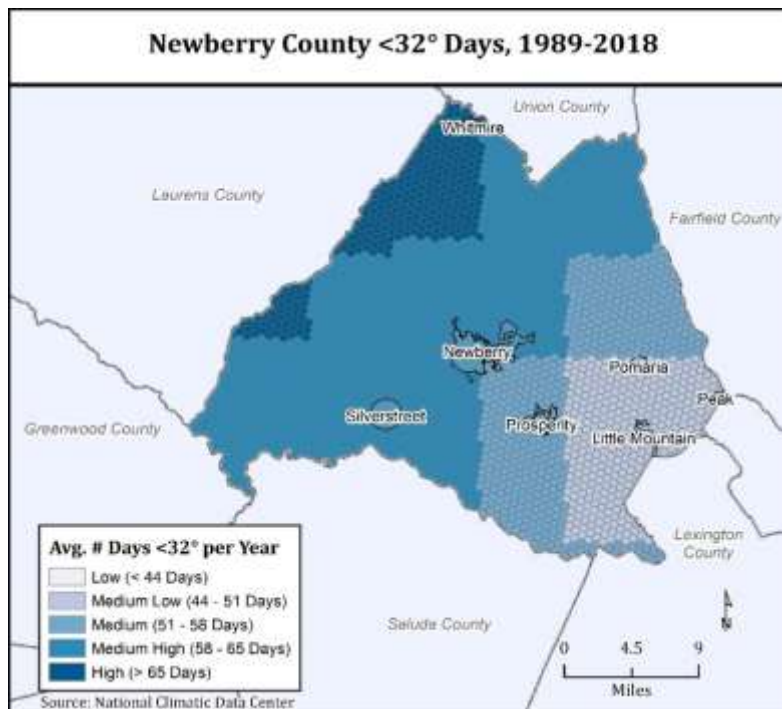 Newberry County <32° Days, 1989-2018
Union County
Whitmire
Laurens County
Fairfield County
Newberry
Pomaria
Peak
Silverstreet
Prosperity
Little Mountain
Greenwood County
Lexington
County
Saluda County
Avg. # Days <32° per Year
Low (< 44 Days)
Medium Low (44 - 51 Days)
Medium (51 - 58 Days)
Medium High (58 - 65 Days)
High (> 65 Days)
Source: National Climatic Data Center
N
0 4.5 9
Miles